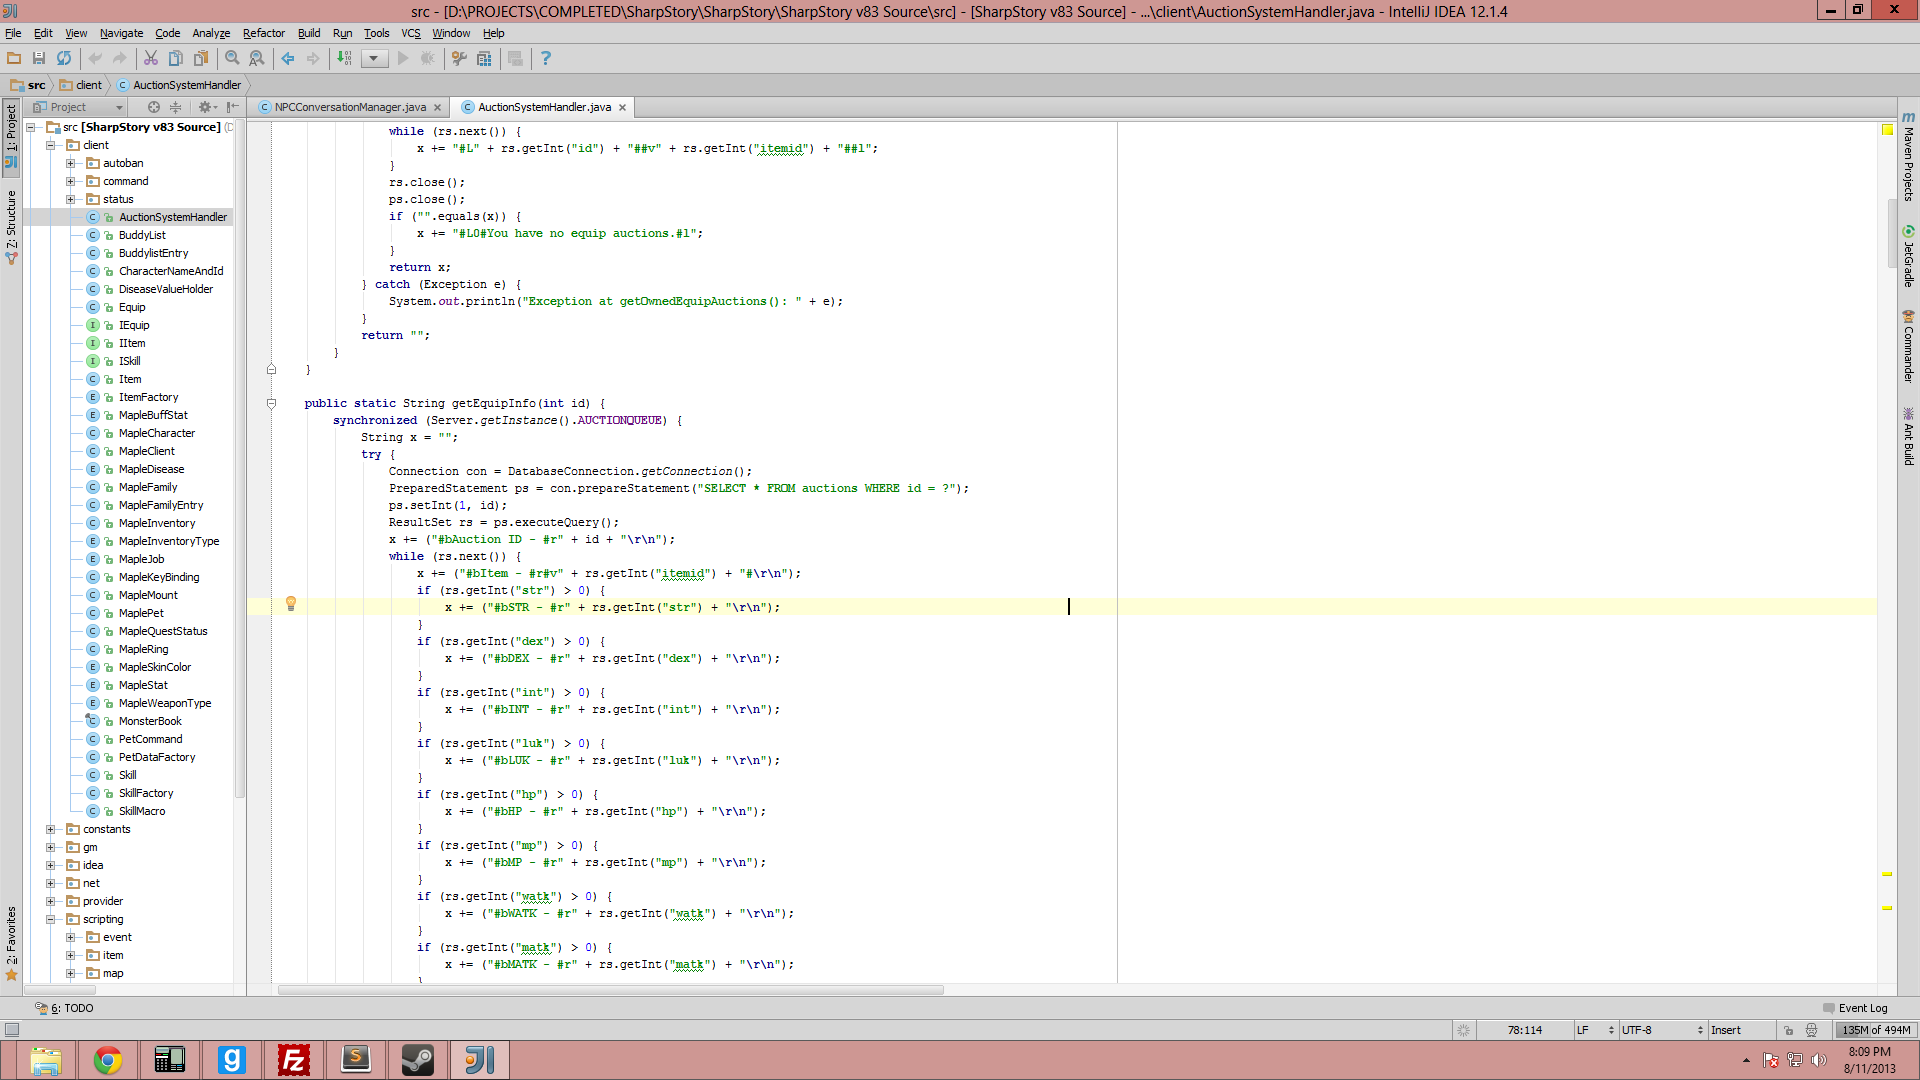 src - [D:\PROJECTS\COMPLETED\SharpStory\SharpStory\SharpStory v83 Source\src] - [SharpStory v83 Source] - ...\client\AuctionSystemHandler.java - IntelliJ IDEA 12.1.4
File Edit View Navigate Code Analyze Refactor Build Run Tools VCS Window Help
src client AuctionSystemHandler
Project
NPCConversationManager.java
AuctionSystemHandler.java
1: Project
Z: Structure
2: Favorites
src [SharpStory v83 Source]
client
autoban
command
status
AuctionSystemHandler
BuddyList
BuddylistEntry
CharacterNameAndId
DiseaseValueHolder
Equip
IEquip
IItem
ISkill
Item
ItemFactory
MapleBuffStat
MapleCharacter
MapleClient
MapleDisease
MapleFamily
MapleFamilyEntry
MapleInventory
MapleInventoryType
MapleJob
MapleKeyBinding
MapleMount
MaplePet
MapleQuestStatus
MapleRing
MapleSkinColor
MapleStat
MapleWeaponType
MonsterBook
PetCommand
PetDataFactory
Skill
SkillFactory
SkillMacro
constants
gm
idea
net
provider
scripting
event
item
map
while (rs.next()) {
x += "#L" + rs.getInt("id") + "##v" + rs.getInt("itemid") + "##l";
}
rs.close();
ps.close();
if ("".equals(x)) {
x += "#L0#You have no equip auctions.#l";
}
return x;
} catch (Exception e) {
System.out.println("Exception at getOwnedEquipAuctions(): " + e);
}
return "";
}
}
public static String getEquipInfo(int id) {
synchronized (Server.getInstance().AUCTIONQUEUE) {
String x = "";
try {
Connection con = DatabaseConnection.getConnection();
PreparedStatement ps = con.prepareStatement("SELECT * FROM auctions WHERE id = ?");
ps.setInt(1, id);
ResultSet rs = ps.executeQuery();
x += ("#bAuction ID - #r" + id + "\r\n");
while (rs.next()) {
x += ("#bItem - #r#v" + rs.getInt("itemid") + "#\r\n");
if (rs.getInt("str") > 0) {
x += ("#bSTR - #r" + rs.getInt("str") + "\r\n");
}
if (rs.getInt("dex") > 0) {
x += ("#bDEX - #r" + rs.getInt("dex") + "\r\n");
}
if (rs.getInt("int") > 0) {
x += ("#bINT - #r" + rs.getInt("int") + "\r\n");
}
if (rs.getInt("luk") > 0) {
x += ("#bLUK - #r" + rs.getInt("luk") + "\r\n");
}
if (rs.getInt("hp") > 0) {
x += ("#bHP - #r" + rs.getInt("hp") + "\r\n");
}
if (rs.getInt("mp") > 0) {
x += ("#bMP - #r" + rs.getInt("mp") + "\r\n");
}
if (rs.getInt("watk") > 0) {
x += ("#bWATK - #r" + rs.getInt("watk") + "\r\n");
}
if (rs.getInt("matk") > 0) {
x += ("#bMATK - #r" + rs.getInt("matk") + "\r\n");
}
Maven Projects
JetGradle
Commander
Ant Build
6: TODO
Event Log
78:114 LF UTF-8 Insert 135M of 494M
8:09 PM
8/11/2013